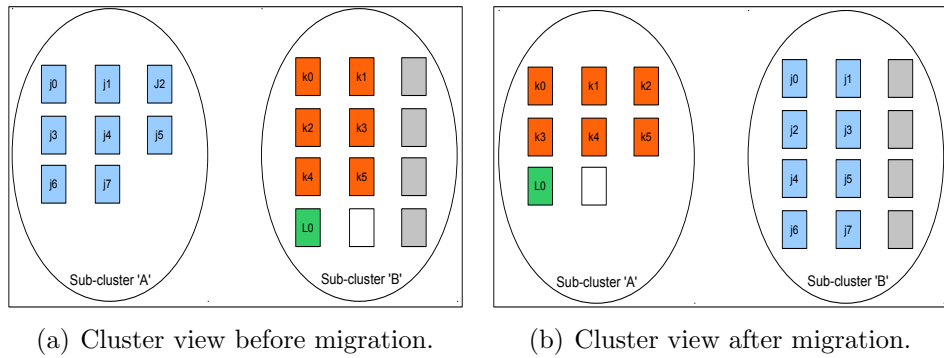 j0 j1 J2
j3 j4 j5
j6 j7
Sub-cluster 'A'
k0 k1
k2 k3
k4 k5
L0
Sub-cluster 'B'
(a) Cluster view before migration.
k0 k1 k2
k3 k4 k5
L0
Sub-cluster 'A'
j0 j1
j2 j3
j4 j5
j6 j7
Sub-cluster 'B'
(b) Cluster view after migration.